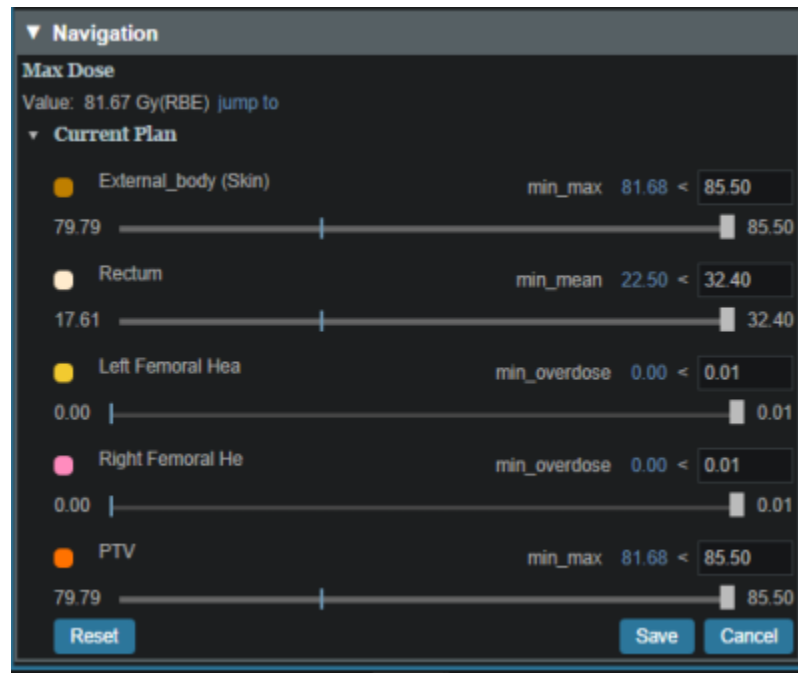 ▼ Navigation
Max Dose
Value: 81.67 Gy(RBE) jump to
▾ Current Plan
External_body (Skin) min_max 81.68 < 85.50
79.79 85.50
Rectum min_mean 22.50 < 32.40
17.61 32.40
Left Femoral Hea min_overdose 0.00 < 0.01
0.00 0.01
Right Femoral He min_overdose 0.00 < 0.01
0.00 0.01
PTV min_max 81.68 < 85.50
79.79 85.50
Reset Save Cancel